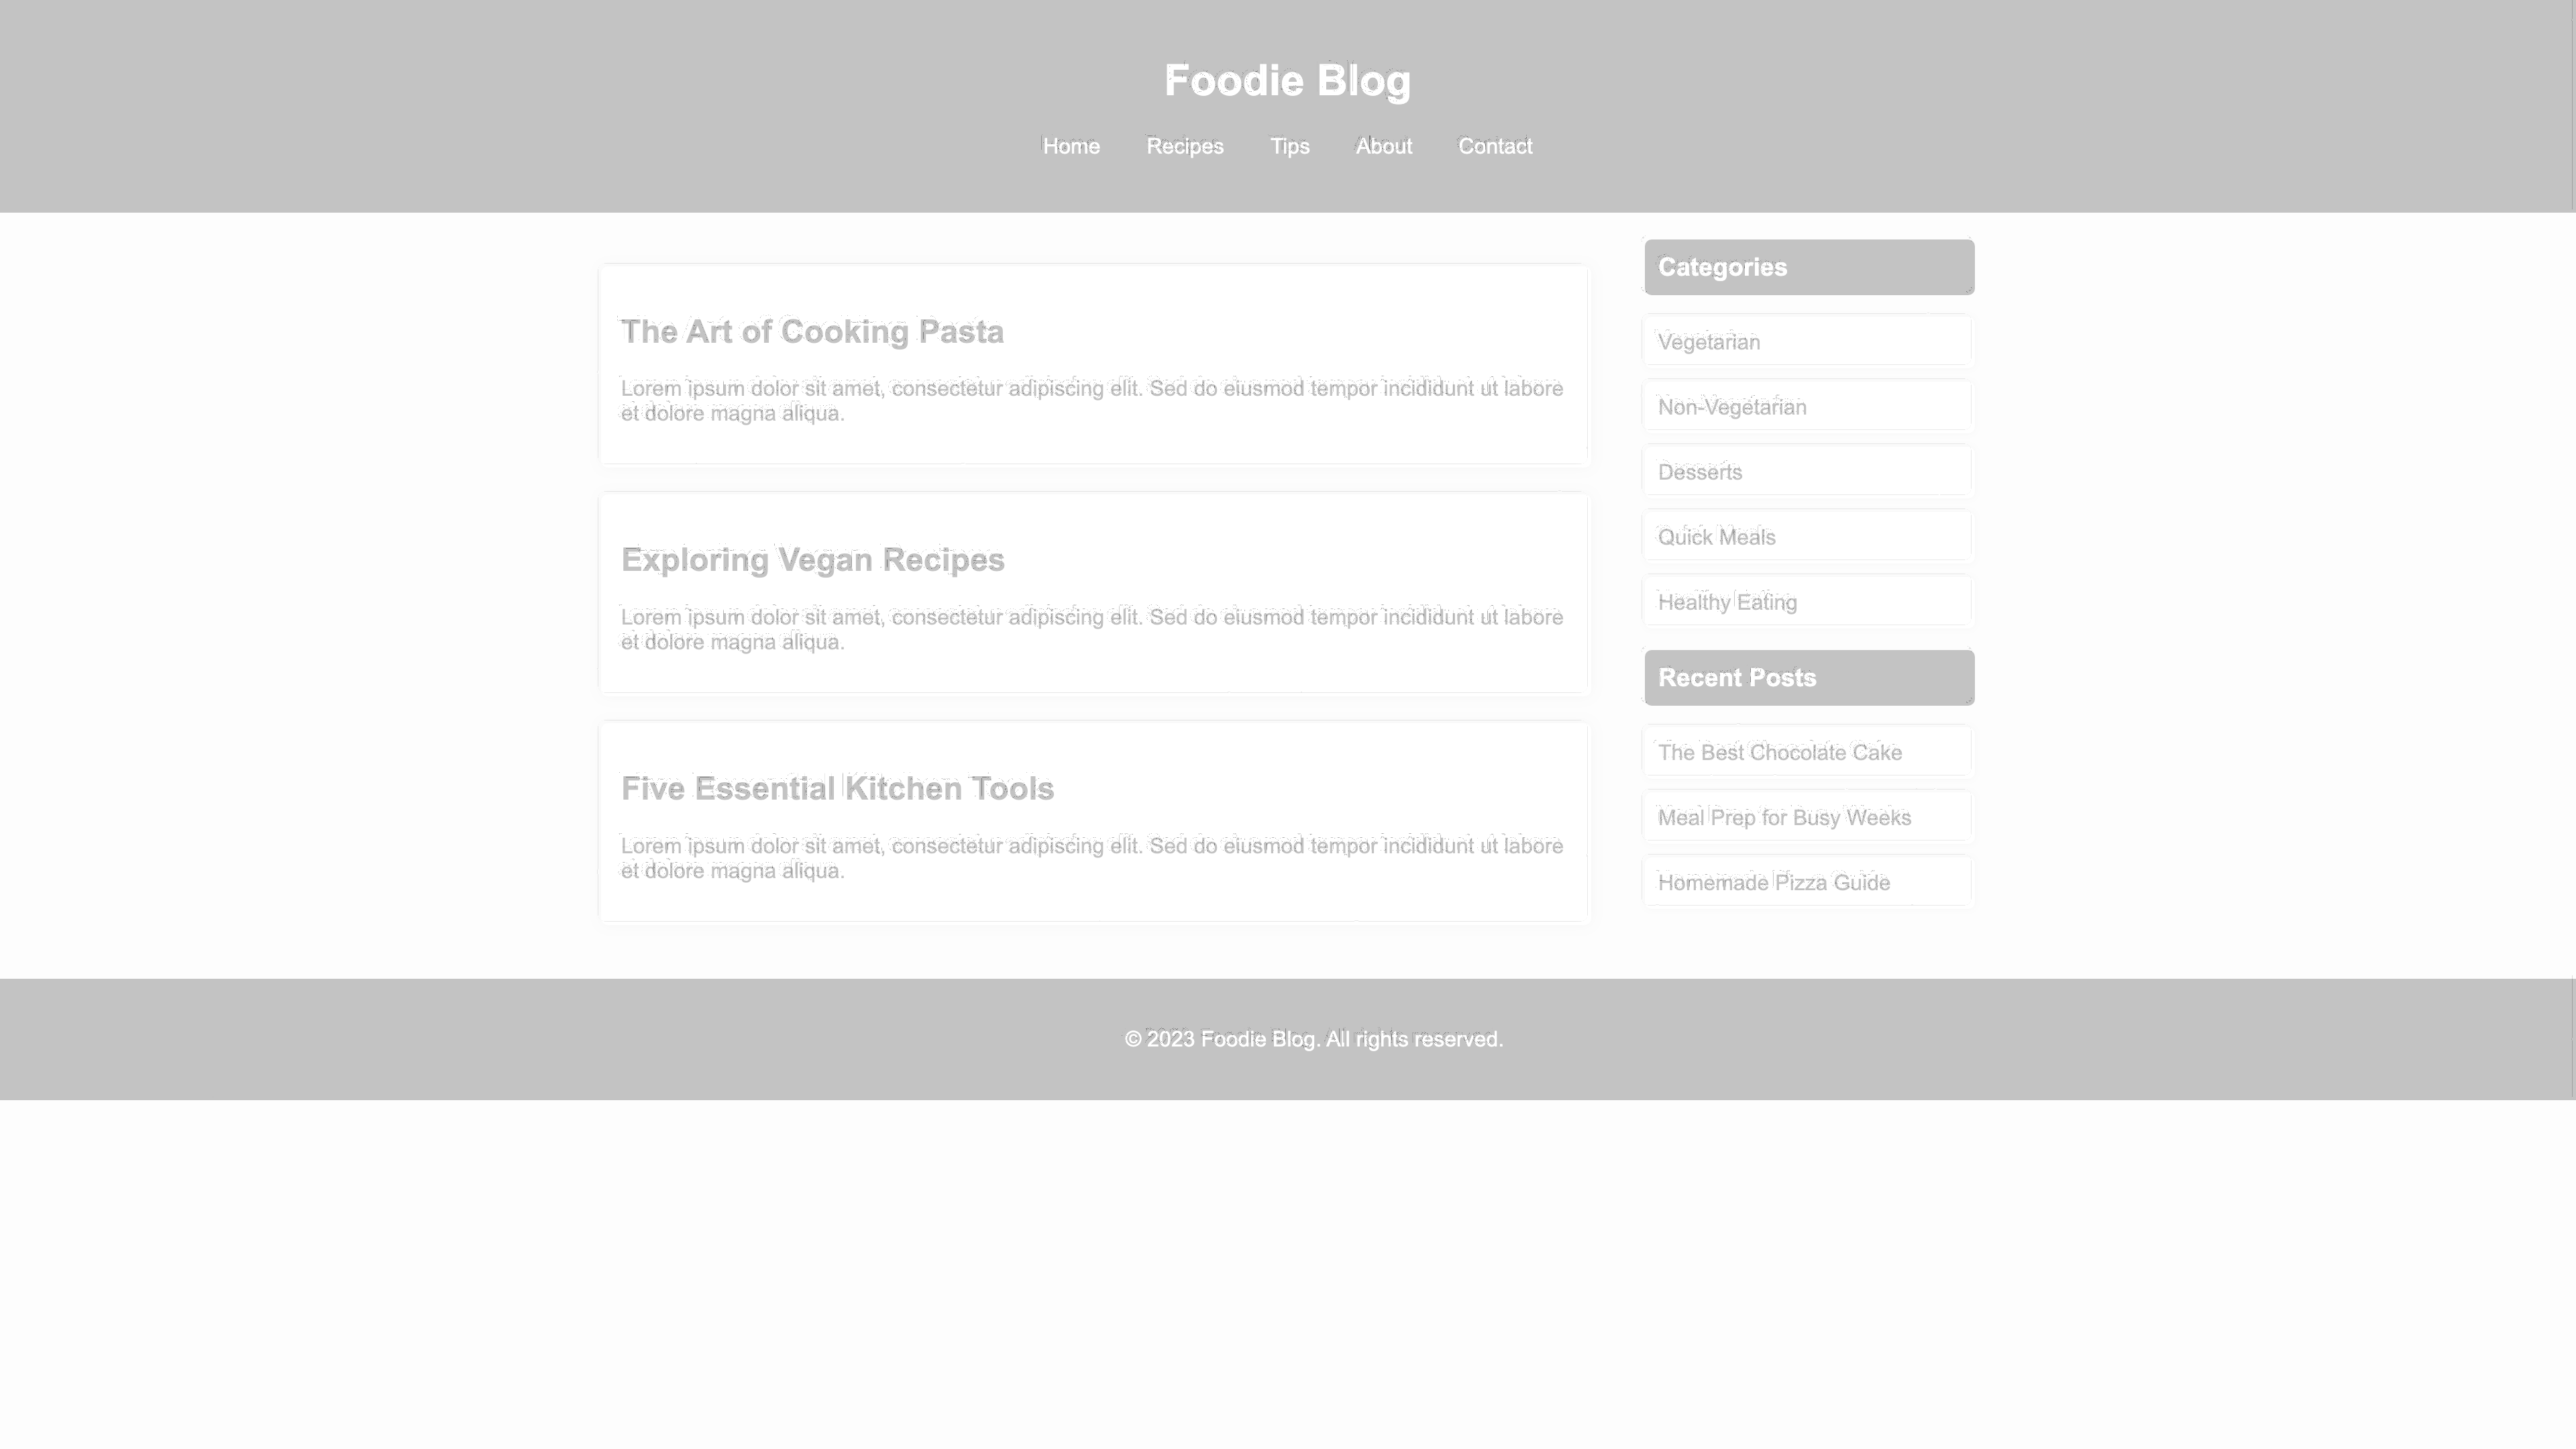 Foodie Blog
Home Recipes Tips About Contact
The Art of Cooking Pasta
Lorem ipsum dolor sit amet, consectetur adipiscing elit. Sed do eiusmod tempor incididunt ut labore
et dolore magna aliqua.
Exploring Vegan Recipes
Lorem ipsum dolor sit amet, consectetur adipiscing elit. Sed do eiusmod tempor incididunt ut labore
et dolore magna aliqua.
Five Essential Kitchen Tools
Lorem ipsum dolor sit amet, consectetur adipiscing elit. Sed do eiusmod tempor incididunt ut labore
et dolore magna aliqua.
Categories
Vegetarian
Non-Vegetarian
Desserts
Quick Meals
Healthy Eating
Recent Posts
The Best Chocolate Cake
Meal Prep for Busy Weeks
Homemade Pizza Guide
© 2023 Foodie Blog. All rights reserved.